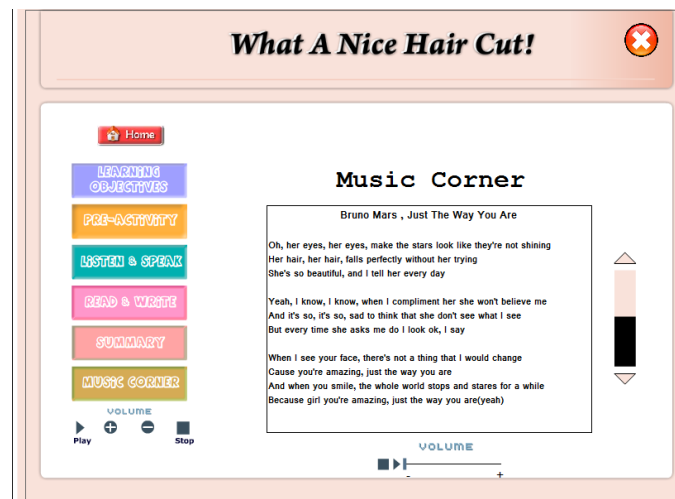 What A Nice Hair Cut!
Home
LEARNING
OBJECTIVES
PRE-ACTIVITY
LISTEN & SPEAK
READ & WRITE
SUMMARY
MUSIC CORNER
VOLUME
Play
Stop
Music Corner
Bruno Mars , Just The Way You Are
Oh, her eyes, her eyes, make the stars look like they're not shining
Her hair, her hair, falls perfectly without her trying
She's so beautiful, and I tell her every day
Yeah, I know, I know, when I compliment her she won't believe me
And it's so, it's so, sad to think that she don't see what I see
But every time she asks me do I look ok, I say
When I see your face, there's not a thing that I would change
Cause you're amazing, just the way you are
And when you smile, the whole world stops and stares for a while
Because girl you're amazing, just the way you are(yeah)
VOLUME
- +